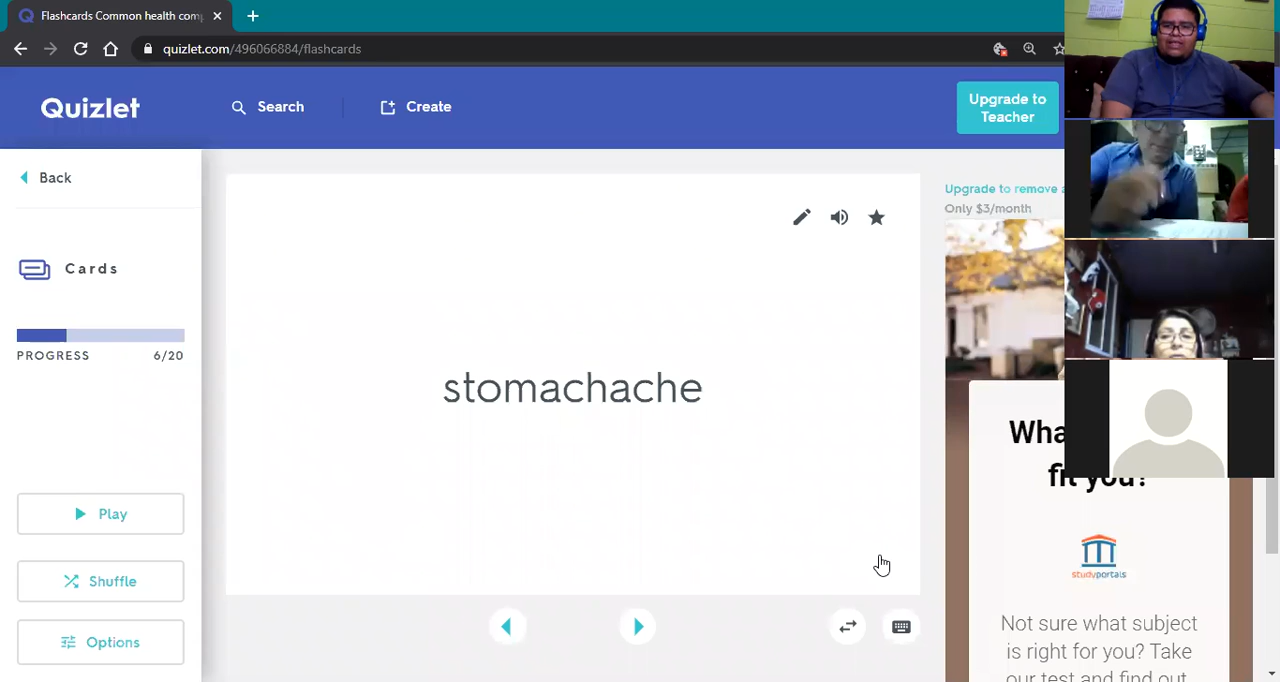 Flashcards Common health com
quizlet.com/496066884/flashcards
Quizlet
Search
Create
Upgrade to
Teacher
Back
Cards
PROGRESS 6/20
Play
Shuffle
Options
stomachache
Upgrade to remove
Only $3/month
fit you?
studyportals
Not sure what subject
is right for you? Take
our test and find out